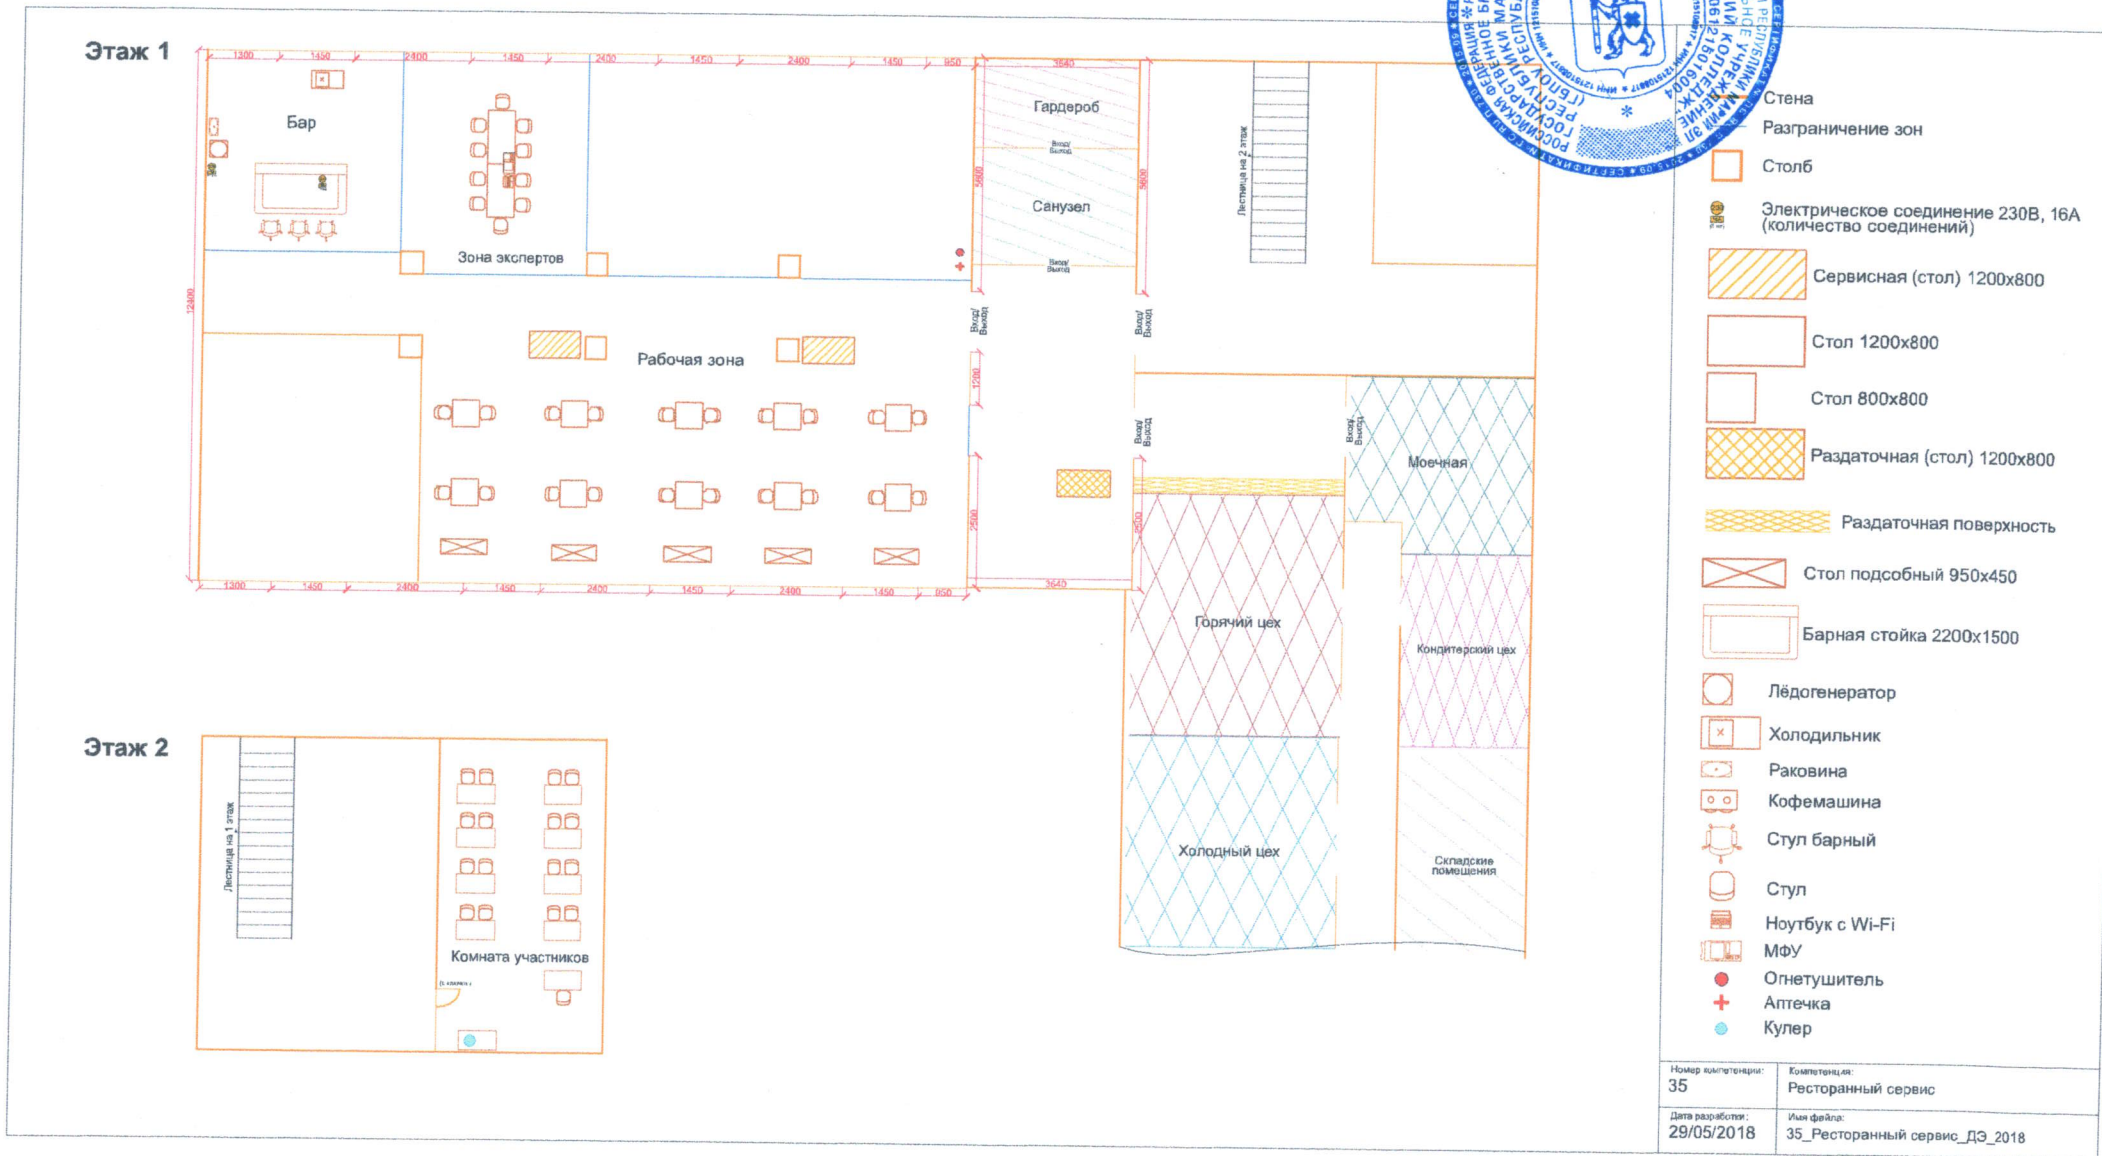 Этаж 1
1300 1450 2400 1450 2400 1450 2400 1450 950
3640
Бар
Зона экспертов
Гардероб
Вход/
Выход
Санузел
Вход/
Выход
5600
5600
Лестница на 2 этаж
12400
Рабочая зона
Вход/
Выход
Вход/
Выход
1200
Вход/
Выход
Вход/
Выход
Моечная
2500
2500
1300 1450 2400 1450 2400 1450 2400 1450 950
3640
Горячий цех
Кондитерский цех
Холодный цех
Складские
помещения
Этаж 2
Лестница на 1 этаж
Комната участников
Стена
Разграничение зон
Столб
Электрическое соединение 230В, 16А
(количество соединений)
Сервисная (стол) 1200х800
Стол 1200х800
Стол 800х800
Раздаточная (стол) 1200х800
Раздаточная поверхность
Стол подсобный 950х450
Барная стойка 2200х1500
Лёдогенератор
Холодильник
Раковина
Кофемашина
Стул барный
Стул
Ноутбук с Wi-Fi
МФУ
Огнетушитель
Аптечка
Кулер
Номер компетенции:
35
Компетенция:
Ресторанный сервис
Дата разработки:
29/05/2018
Имя файла:
35_Ресторанный сервис_ДЭ_2018